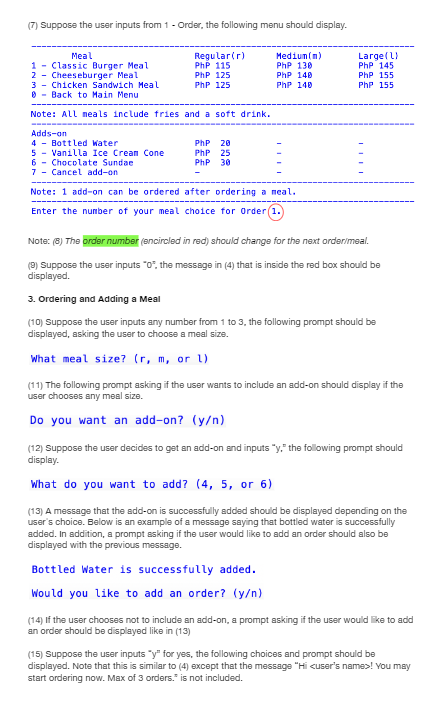 (7) Suppose the user inputs from 1 - Order, the following menu should display.
Meal Regular(r) Medium(m) Large(l)
1 - Classic Burger Meal PhP 115 PhP 130 PhP 145
2 - Cheeseburger Meal PhP 125 PhP 140 PhP 155
3 - Chicken Sandwich Meal PhP 125 PhP 140 PhP 155
0 - Back to Main Menu
Note: All meals include fries and a soft drink.
Adds-on
4 - Bottled Water PhP 20 - -
5 - Vanilla Ice Cream Cone PhP 25 - -
6 - Chocolate Sundae PhP 30 - -
7 - Cancel add-on - - -
Note: 1 add-on can be ordered after ordering a meal.
Enter the number of your meal choice for Order 1.
Note: (8) The order number (encircled in red) should change for the next order/meal.
(9) Suppose the user inputs "0", the message in (4) that is inside the red box should be
displayed.
3. Ordering and Adding a Meal
(10) Suppose the user inputs any number from 1 to 3, the following prompt should be
displayed, asking the user to choose a meal size.
What meal size? (r, m, or l)
(11) The following prompt asking if the user wants to include an add-on should display if the
user chooses any meal size.
Do you want an add-on? (y/n)
(12) Suppose the user decides to get an add-on and inputs "y," the following prompt should
display.
What do you want to add? (4, 5, or 6)
(13) A message that the add-on is successfully added should be displayed depending on the
user's choice. Below is an example of a message saying that bottled water is successfully
added. In addition, a prompt asking if the user would like to add an order should also be
displayed with the previous message.
Bottled Water is successfully added.
Would you like to add an order? (y/n)
(14) If the user chooses not to include an add-on, a prompt asking if the user would like to add
an order should be displayed like in (13)
(15) Suppose the user inputs "y" for yes, the following choices and prompt should be
displayed. Note that this is similar to (4) except that the message "Hi <user's name>! You may
start ordering now. Max of 3 orders." is not included.